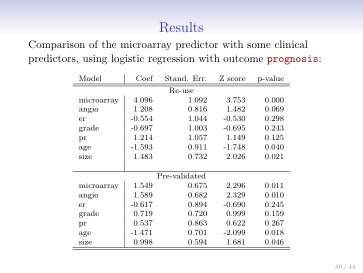 Results
Comparison of the microarray predictor with some clinical
predictors, using logistic regression with outcome prognosis:
Model Coef Stand. Err. Z score p-value
Re-use
microarray 4.096 1.092 3.753 0.000
angio 1.208 0.816 1.482 0.069
er -0.554 1.044 -0.530 0.298
grade -0.697 1.003 -0.695 0.243
pr 1.214 1.057 1.149 0.125
age -1.593 0.911 -1.748 0.040
size 1.483 0.732 2.026 0.021
Pre-validated
microarray 1.549 0.675 2.296 0.011
angio 1.589 0.682 2.329 0.010
er -0.617 0.894 -0.690 0.245
grade 0.719 0.720 0.999 0.159
pr 0.537 0.863 0.622 0.267
age -1.471 0.701 -2.099 0.018
size 0.998 0.594 1.681 0.046
40 / 44